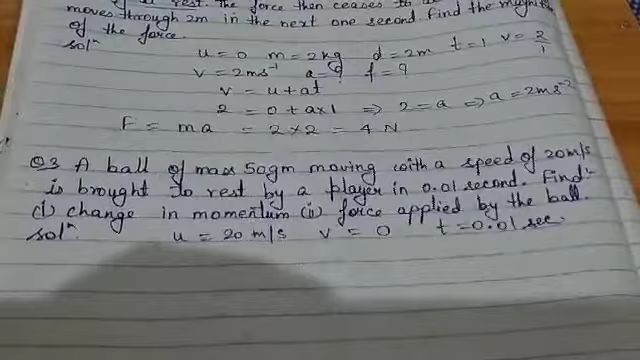 rest. The force then ceases to
moves through 2m in the next one second find the magnit
of the force.
solⁿ u = 0 m = 2kg d = 2m t = 1 v = 2/1
v = 2ms⁻¹ a = ? f = ?
v = u + at
2 = 0 + a×1 ⇒ 2 = a ⇒ a = 2ms⁻²
F = ma = 2×2 = 4 N
Q3 A ball of mass 50gm moving with a speed of 20m/s
is brought to rest by a player in 0.01 second. Find:-
(i) change in momentum (ii) force applied by the ball.
solⁿ. u = 20 m/s v = 0 t = 0.01 sec.